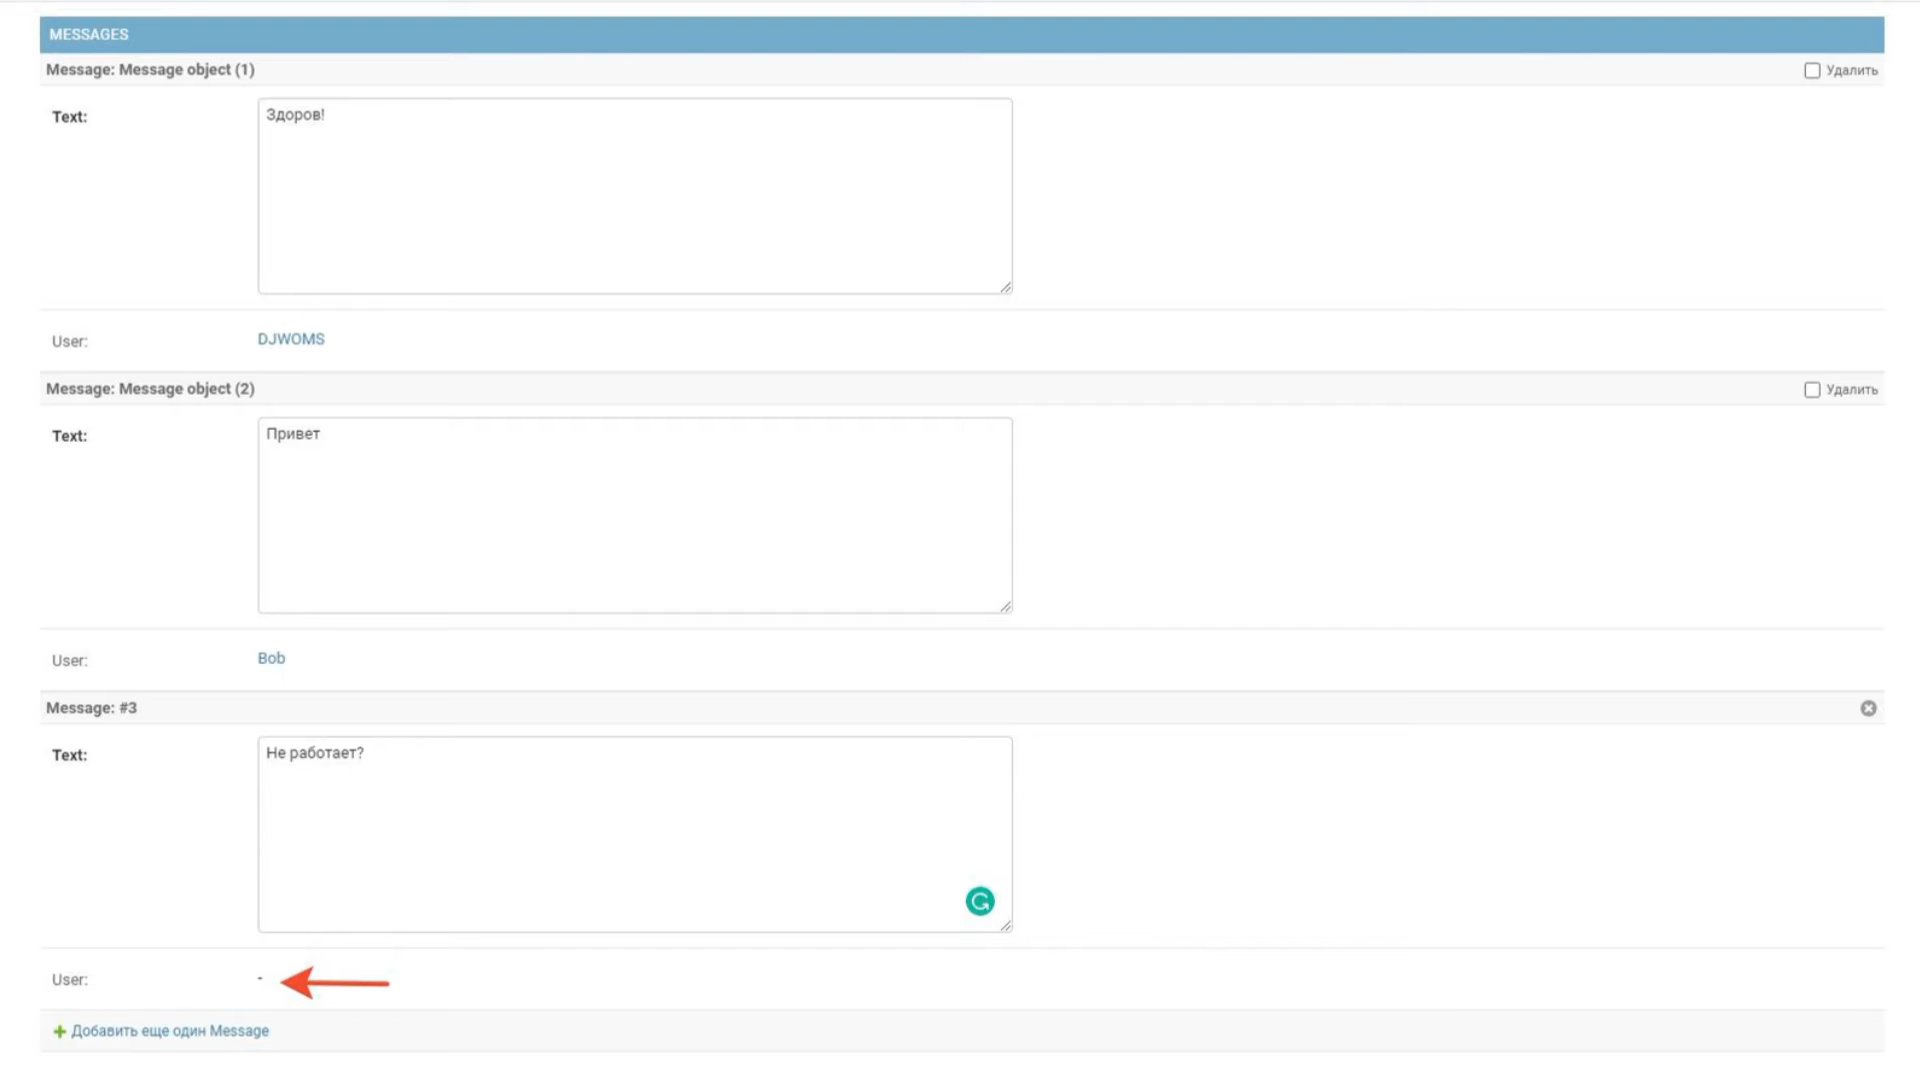 MESSAGES
Message: Message object (1)
Удалить
Text:
Здоров!
User:
DJWOMS
Message: Message object (2)
Удалить
Text:
Привет
User:
Bob
Message: #3
Text:
Не работает?
User:
-
Добавить еще один Message